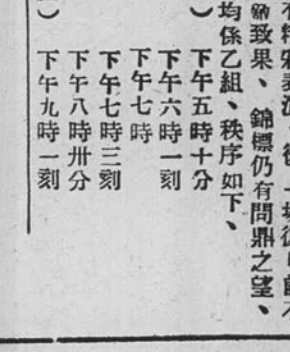 致果、錦標仍有問鼎之望、
均係乙組、秩序如下、
）下午五時十分
下午六時一刻
下午七時
下午七時三刻
下午八時卅分
）下午九時一刻